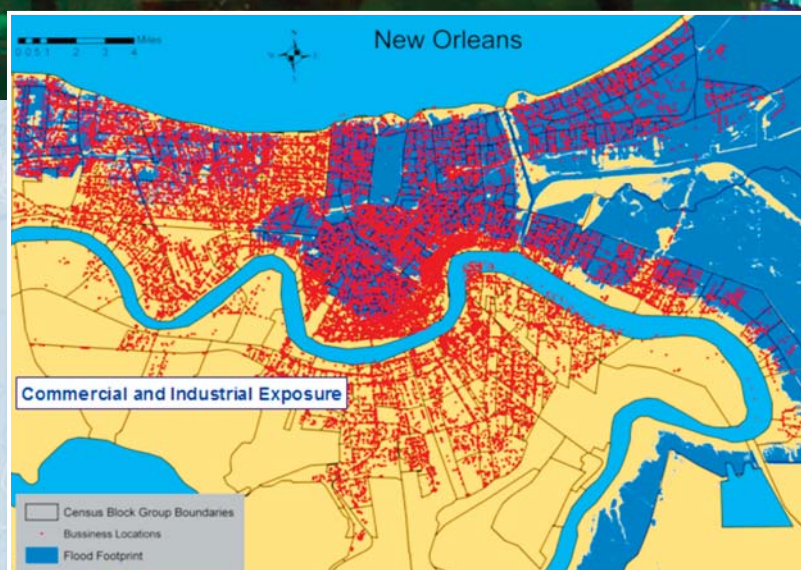 New Orleans
Miles
0 0.5 1 2 3 4
Commercial and Industrial Exposure
Census Block Group Boundaries
Bussiness Locations
Flood Footprint